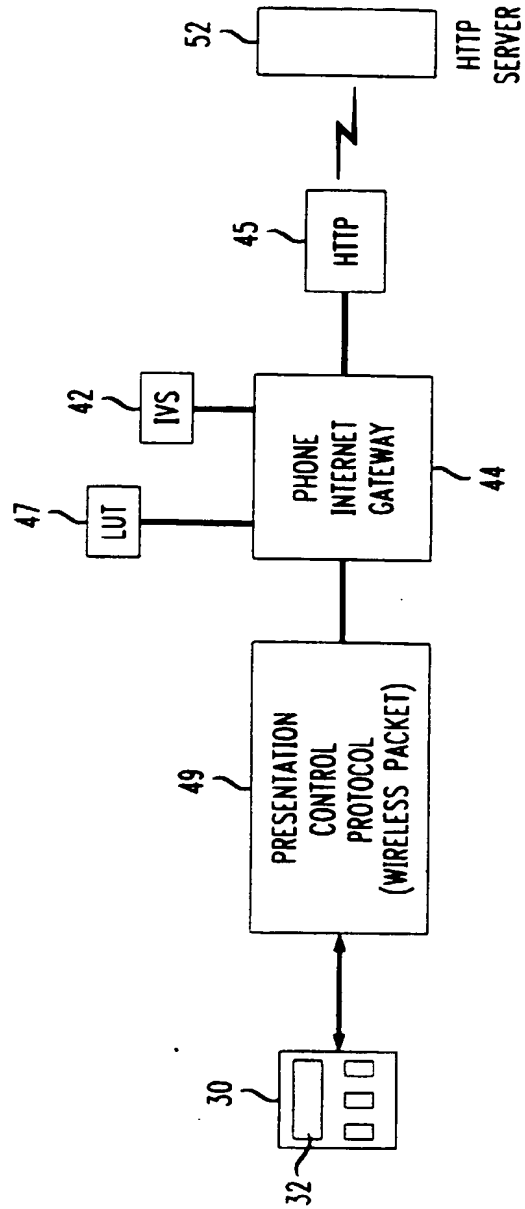 30
32
49
PRESENTATION
CONTROL
PROTOCOL
(WIRELESS PACKET)
47
LUT
42
IVS
PHONE
INTERNET
GATEWAY
44
45
HTTP
52
HTTP
SERVER